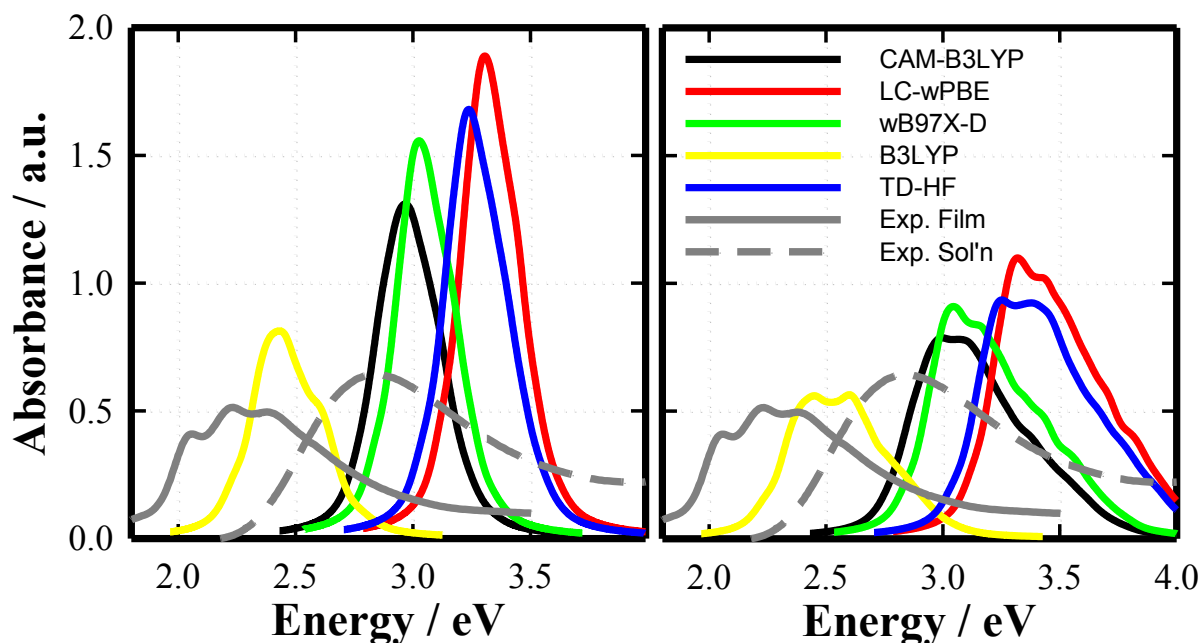 2.0
1.5
1.0
0.5
0.0
Absorbance / a.u.
2.0 2.5 3.0 3.5
Energy / eV
CAM-B3LYP
LC-wPBE
wB97X-D
B3LYP
TD-HF
Exp. Film
Exp. Sol'n
2.0 2.5 3.0 3.5 4.0
Energy / eV